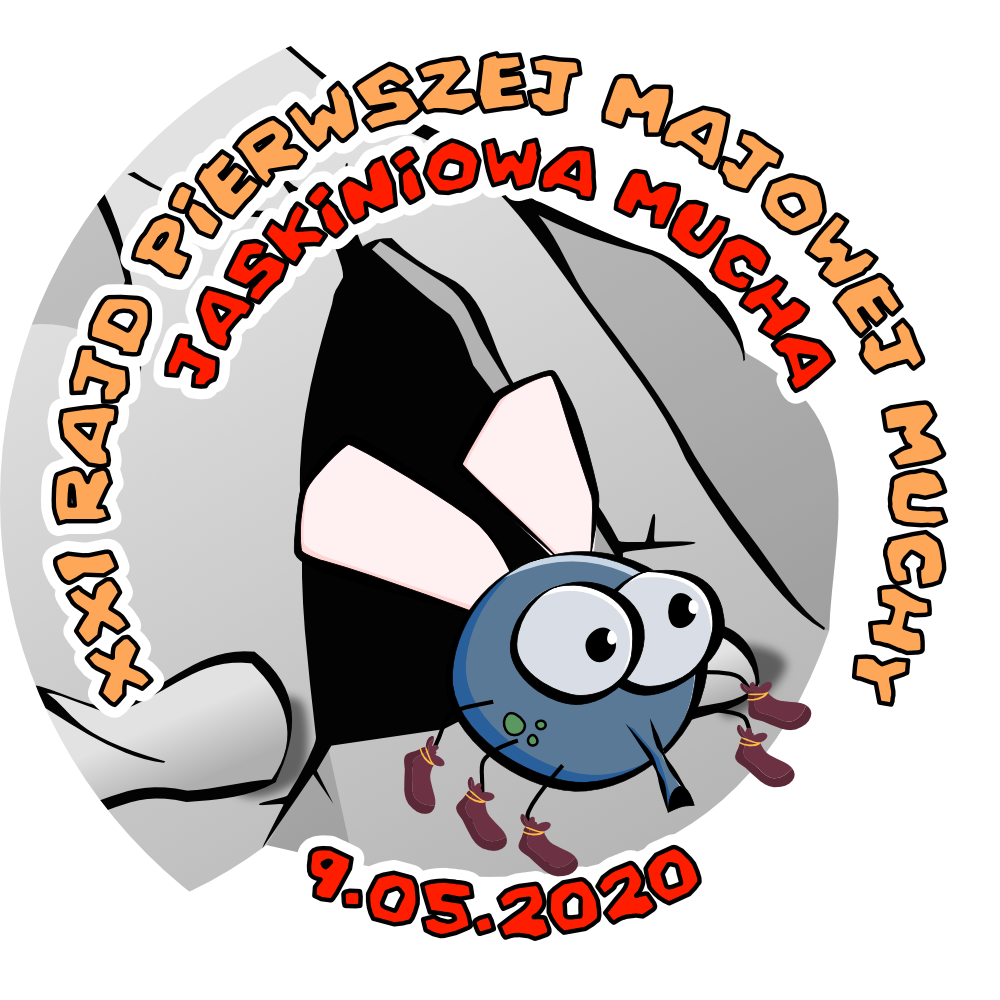 XXI RAJD PIERWSZEJ MAJOWEJ MUCHY
JASKINIOWA MUCHA
9.05.2020